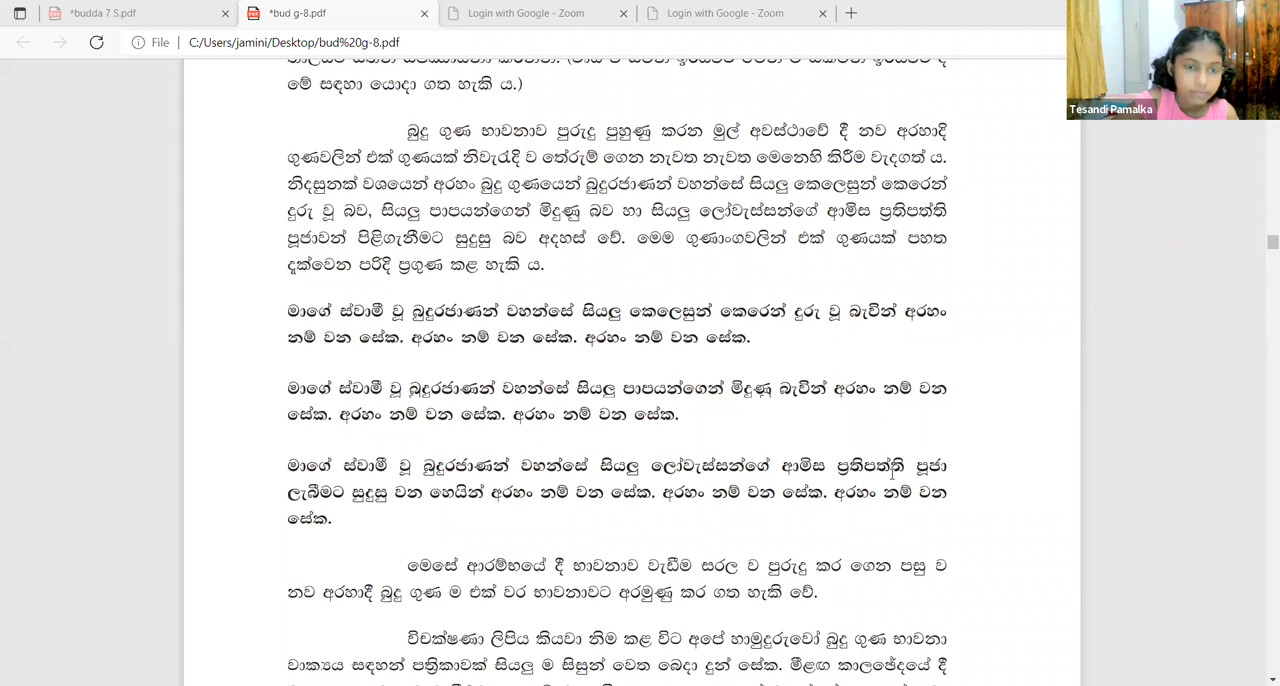 *budda 7 S.pdf
*bud g-8.pdf
Login with Google - Zoom
Login with Google - Zoom
File
C:/Users/jamini/Desktop/bud%20g-8.pdf
Tesandi Pamalka
මේ සඳහා යොදා ගත හැකි ය.)
බුදු ගුණ භාවනාව පුරුදු පුහුණු කරන මුල් අවස්ථාවේ දී නව අරහාදි
ගුණවලින් එක් ගුණයක් නිවැරැදි ව තේරුම් ගෙන නැවත නැවත මෙනෙහි කිරීම වැදගත් ය.
නිදසුනක් වශයෙන් අරහං බුදු ගුණයෙන් බුදුරජාණන් වහන්සේ සියලු කෙලෙසුන් කෙරෙන්
දුරු වූ බව, සියලු පාපයන්ගෙන් මිදුණු බව හා සියලු ලෝවැස්සන්ගේ ආමිස ප්‍රතිපත්ති
පූජාවන් පිළිගැනීමට සුදුසු බව අදහස් වේ. මෙම ගුණාංගවලින් එක් ගුණයක් පහත
දැක්වෙන පරිදි ප්‍රගුණ කළ හැකි ය.
මාගේ ස්වාමී වූ බුදුරජාණන් වහන්සේ සියලු කෙලෙසුන් කෙරෙන් දුරු වූ බැවින් අරහං
නම් වන සේක. අරහං නම් වන සේක. අරහං නම් වන සේක.
මාගේ ස්වාමී වූ බුදුරජාණන් වහන්සේ සියලු පාපයන්ගෙන් මිදුණු බැවින් අරහං නම් වන
සේක. අරහං නම් වන සේක. අරහං නම් වන සේක.
මාගේ ස්වාමී වූ බුදුරජාණන් වහන්සේ සියලු ලෝවැස්සන්ගේ ආමිස ප්‍රතිපත්ති පූජා
ලැබීමට සුදුසු වන හෙයින් අරහං නම් වන සේක. අරහං නම් වන සේක. අරහං නම් වන
සේක.
මෙසේ ආරම්භයේ දී භාවනාව වැඩීම සරල ව පුරුදු කර ගෙන පසු ව
නව අරහාදී බුදු ගුණ ම එක් වර භාවනාවට අරමුණු කර ගත හැකි වේ.
විචක්ෂණා ලිපිය කියවා නිම කළ විට අපේ හාමුදුරුවෝ බුදු ගුණ භාවනා
වාක්‍යය සඳහන් පත්‍රිකාවක් සියලු ම සිසුන් වෙත බෙදා දුන් සේක. මීළඟ කාලඡේදයේ දී